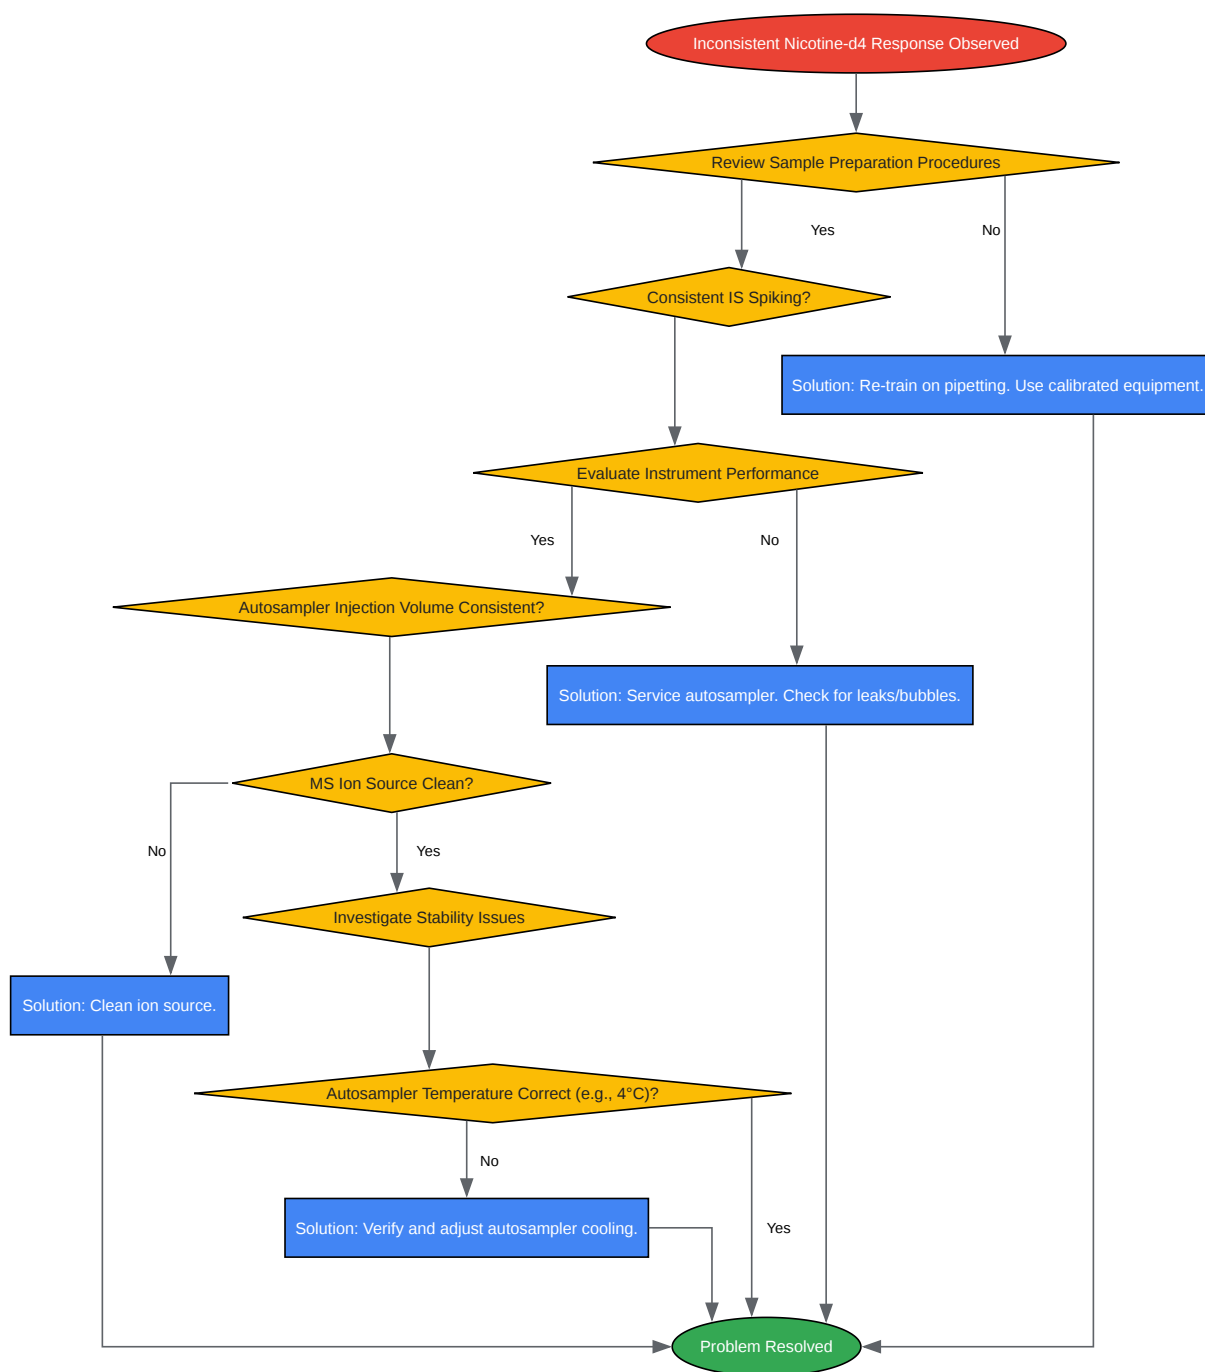 Inconsistent Nicotine-d4 Response Observed
Review Sample Preparation Procedures
Yes
No
Consistent IS Spiking?
Solution: Re-train on pipetting. Use calibrated equipment.
Evaluate Instrument Performance
Yes
No
Autosampler Injection Volume Consistent?
Solution: Service autosampler. Check for leaks/bubbles.
MS Ion Source Clean?
No
Yes
Investigate Stability Issues
Solution: Clean ion source.
Autosampler Temperature Correct (e.g., 4°C)?
No
Solution: Verify and adjust autosampler cooling.
Yes
Problem Resolved